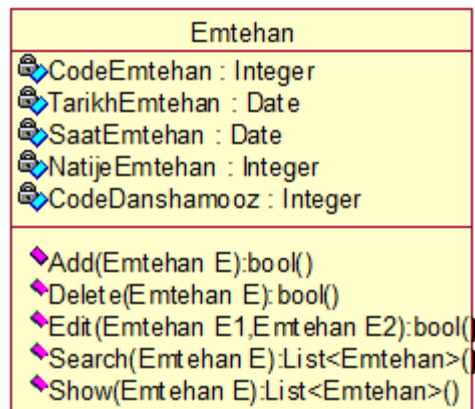 Emtehan
CodeEmtehan : Integer
TarikhEmtehan : Date
SaatEmtehan : Date
NatijeEmtehan : Integer
CodeDanshamooz : Integer
Add(Emtehan E):bool()
Delete(Emtehan E):bool()
Edit(Emtehan E1,Emtehan E2):bool()
Search(Emtehan E):List<Emtehan>()
Show(Emtehan E):List<Emtehan>()